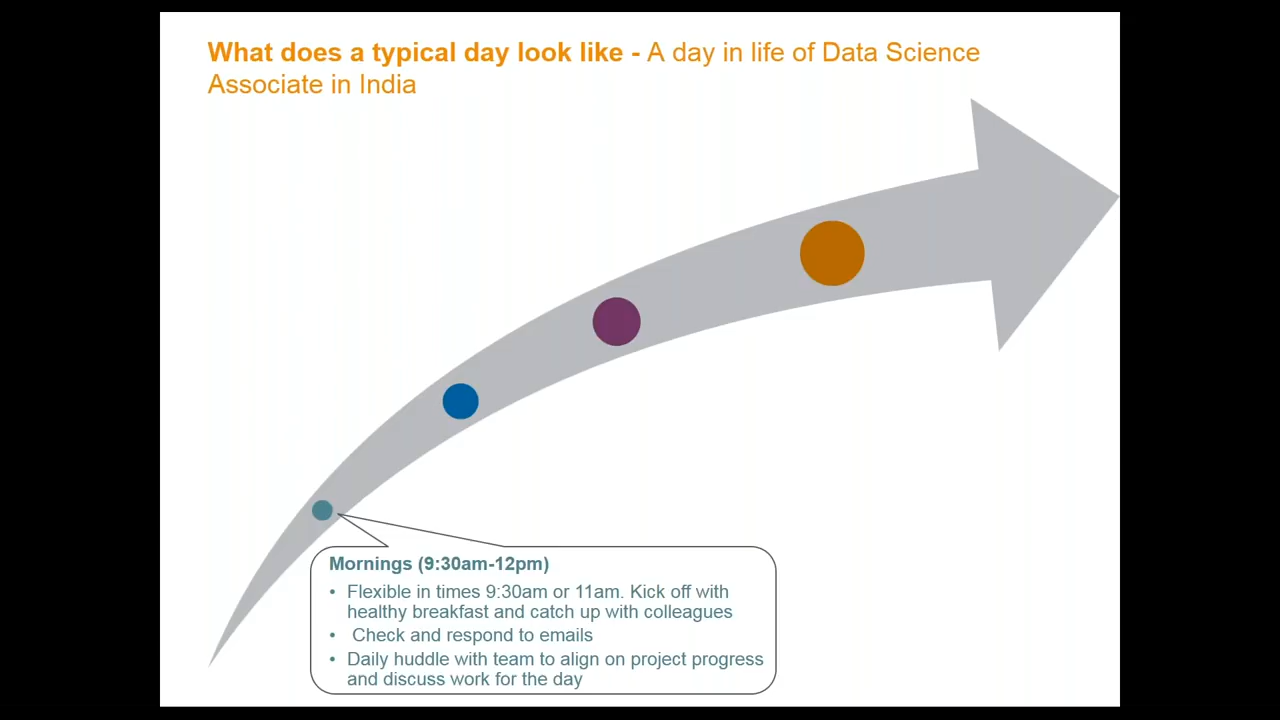 What does a typical day look like - A day in life of Data Science
Associate in India
Mornings (9:30am-12pm)
• Flexible in times 9:30am or 11am. Kick off with
healthy breakfast and catch up with colleagues
• Check and respond to emails
• Daily huddle with team to align on project progress
and discuss work for the day